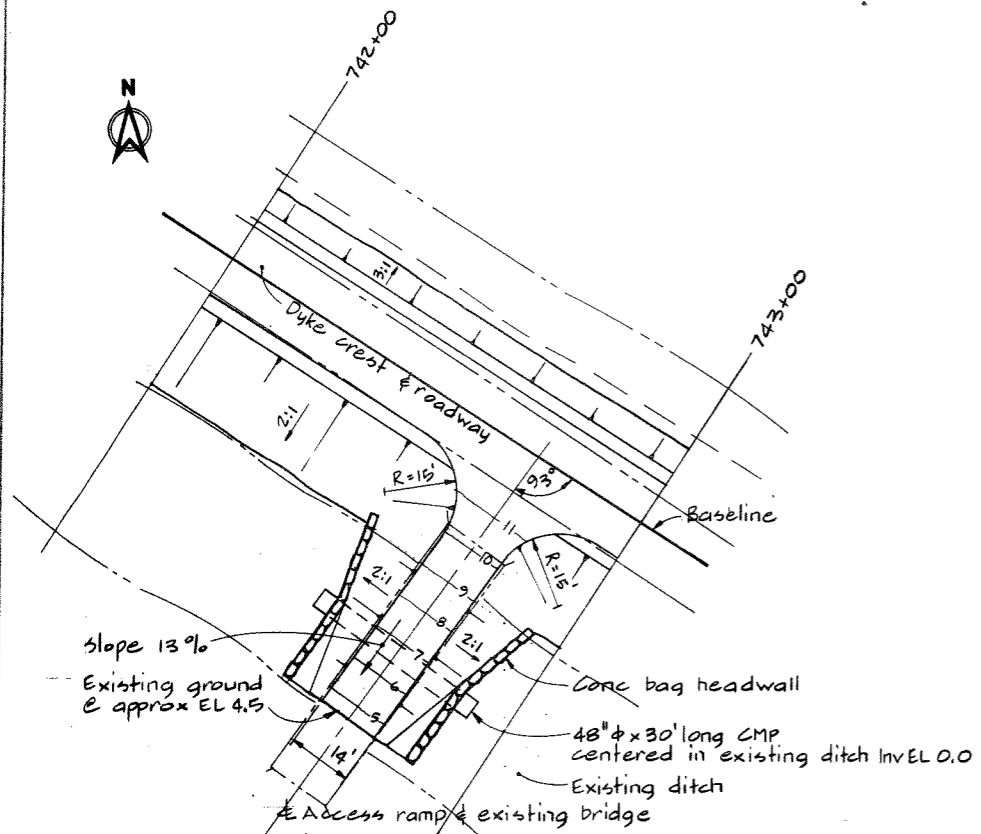 742+00
N
3:1
743+00
Dyke crest & roadway
2:1
R=15'
93°
Baseline
11
10
R=15'
2:1
9
8
2:1
slope 13%
7
Existing ground
@ approx EL 4.5
6
5
Conc bag headwall
14'
48"ϕ x 30' long CMP
centered in existing ditch Inv EL 0.0
Existing ditch
℄ Access ramp & existing bridge